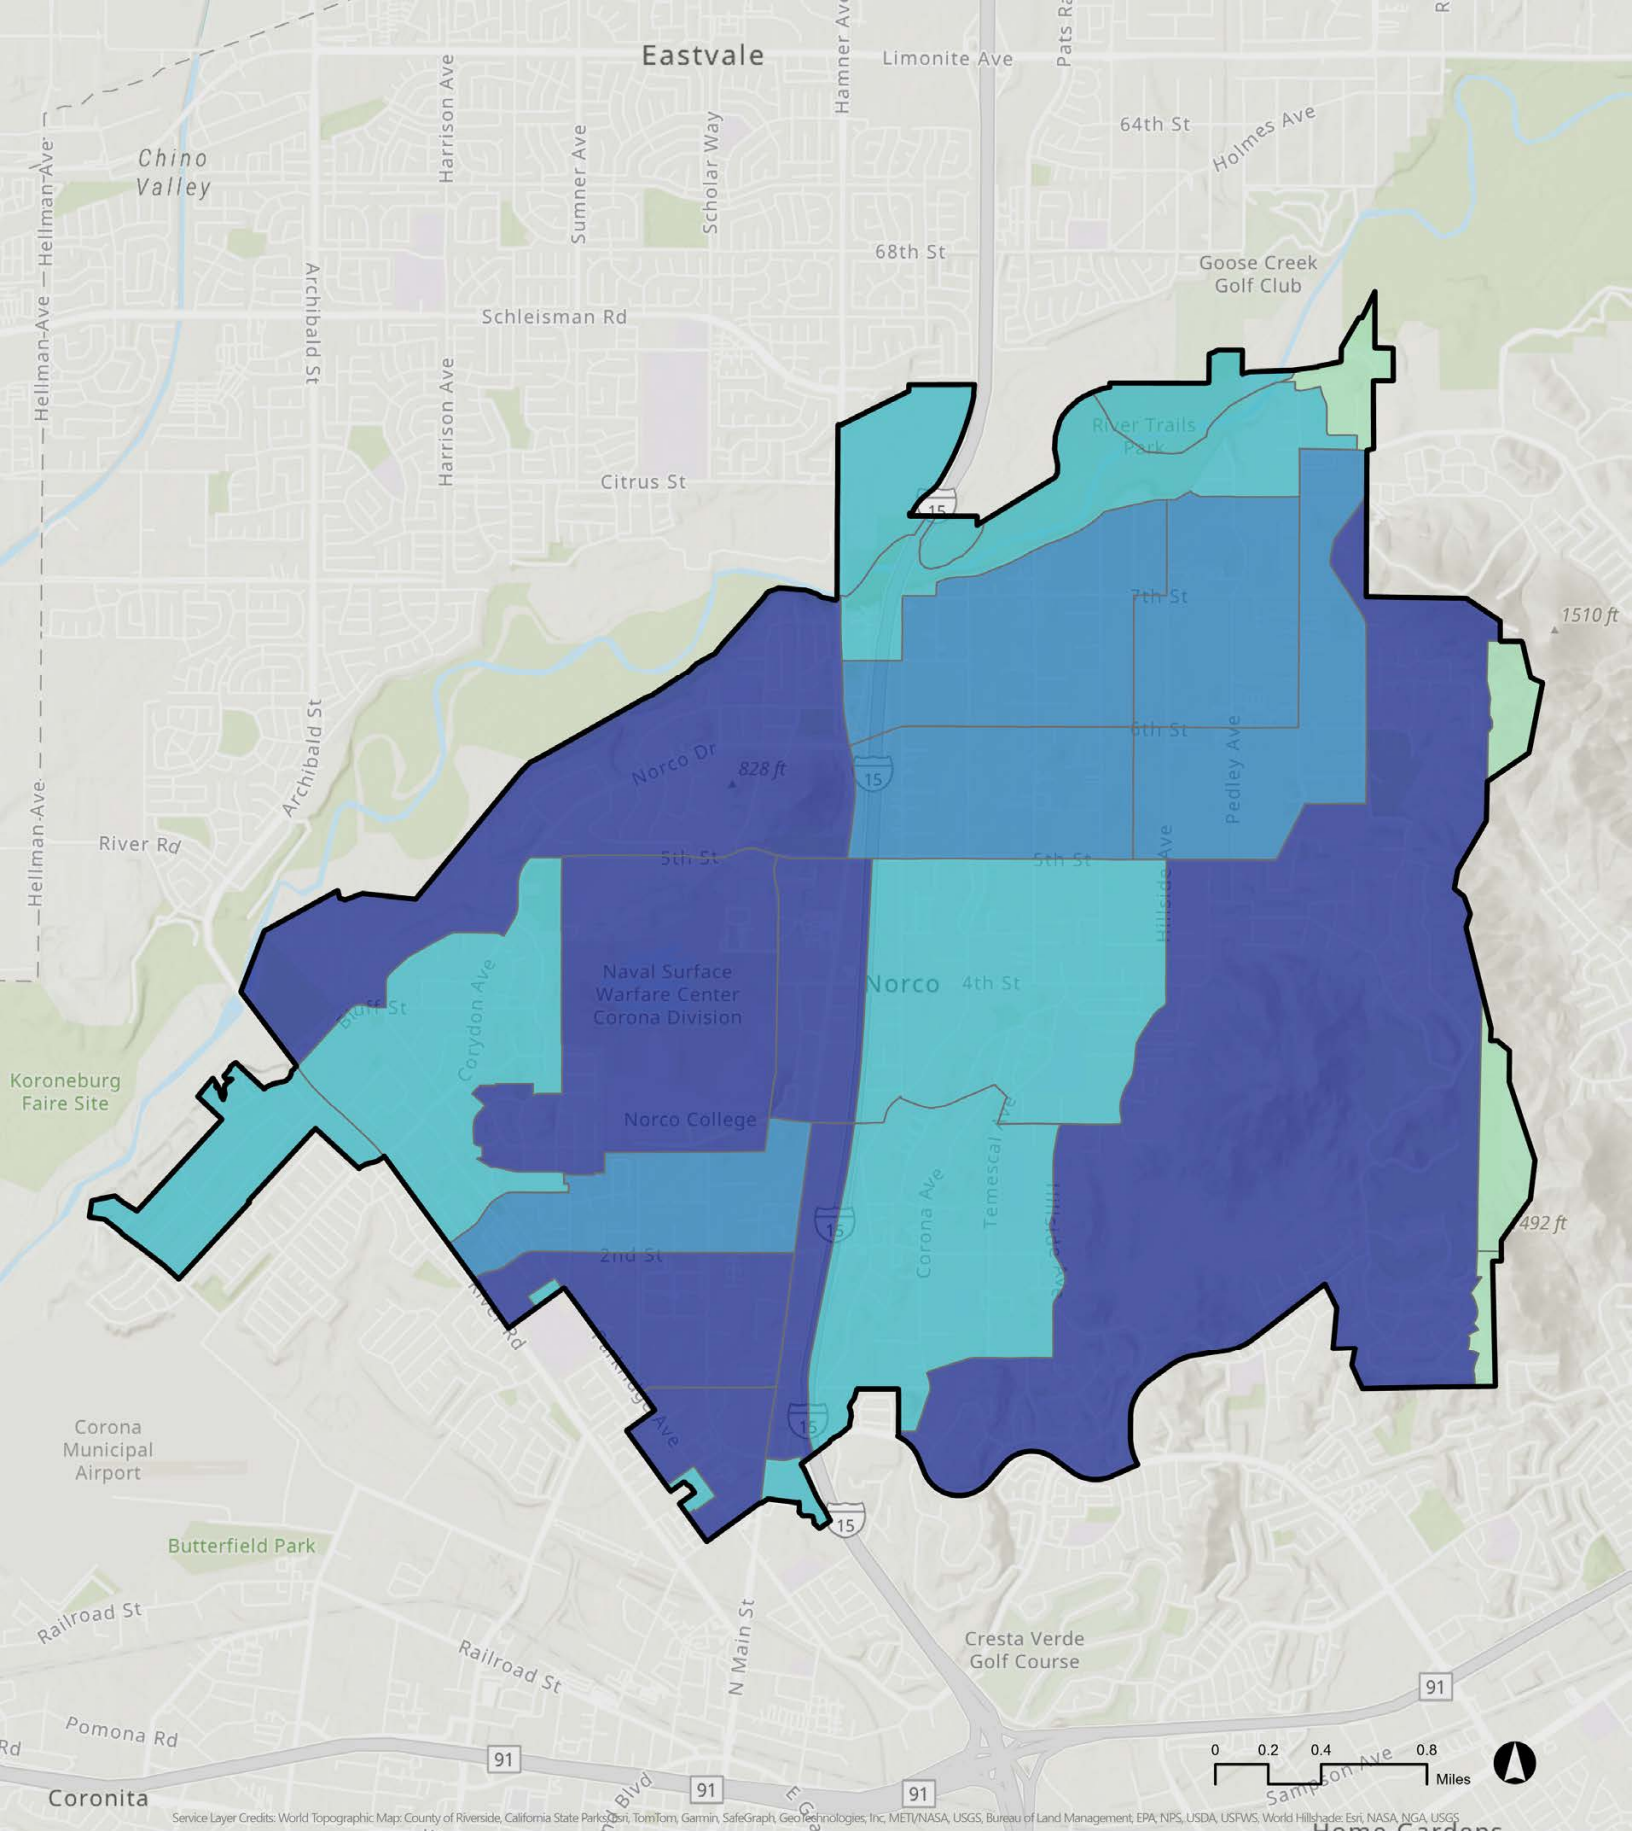 Eastvale
Limonite Ave
Hamner Ave
Pats Ra
R
Harrison Ave
Sumner Ave
Scholar Way
64th St
Holmes Ave
Chino
Valley
Hellman Ave
Hellman Ave
68th St
Goose Creek
Golf Club
Archibald St
Schleisman Rd
Hellman Ave
Harrison Ave
River Trails
Park
Citrus St
15
7th St
1510 ft
6th St
Archibald St
Norco Dr
828 ft
15
Pedley Ave
River Rd
Hellman Ave
5th St
5th St
Hillside Ave
Naval Surface
Warfare Center
Corona Division
Norco
4th St
Bluff St
Corydon Ave
Koroneburg
Faire Site
Norco College
Temescal Ave
Corona Ave
Hillside Ave
15
492 ft
2nd St
River Rd
Parkridge Ave
15
Corona
Municipal
Airport
15
Butterfield Park
Railroad St
Railroad St
N Main St
Cresta Verde
Golf Course
91
Pomona Rd
Rd
91
91
91
nd Blvd
E G
Coronita
0 0.2 0.4 0.8
Miles
Sampson Ave
Service Layer Credits: World Topographic Map: County of Riverside, California State Parks, Esri, TomTom, Garmin, SafeGraph, GeoTechnologies, Inc, METI/NASA, USGS, Bureau of Land Management, EPA, NPS, USDA, USFWS. World Hillshade: Esri, NASA, NGA, USGS
Home Gardens